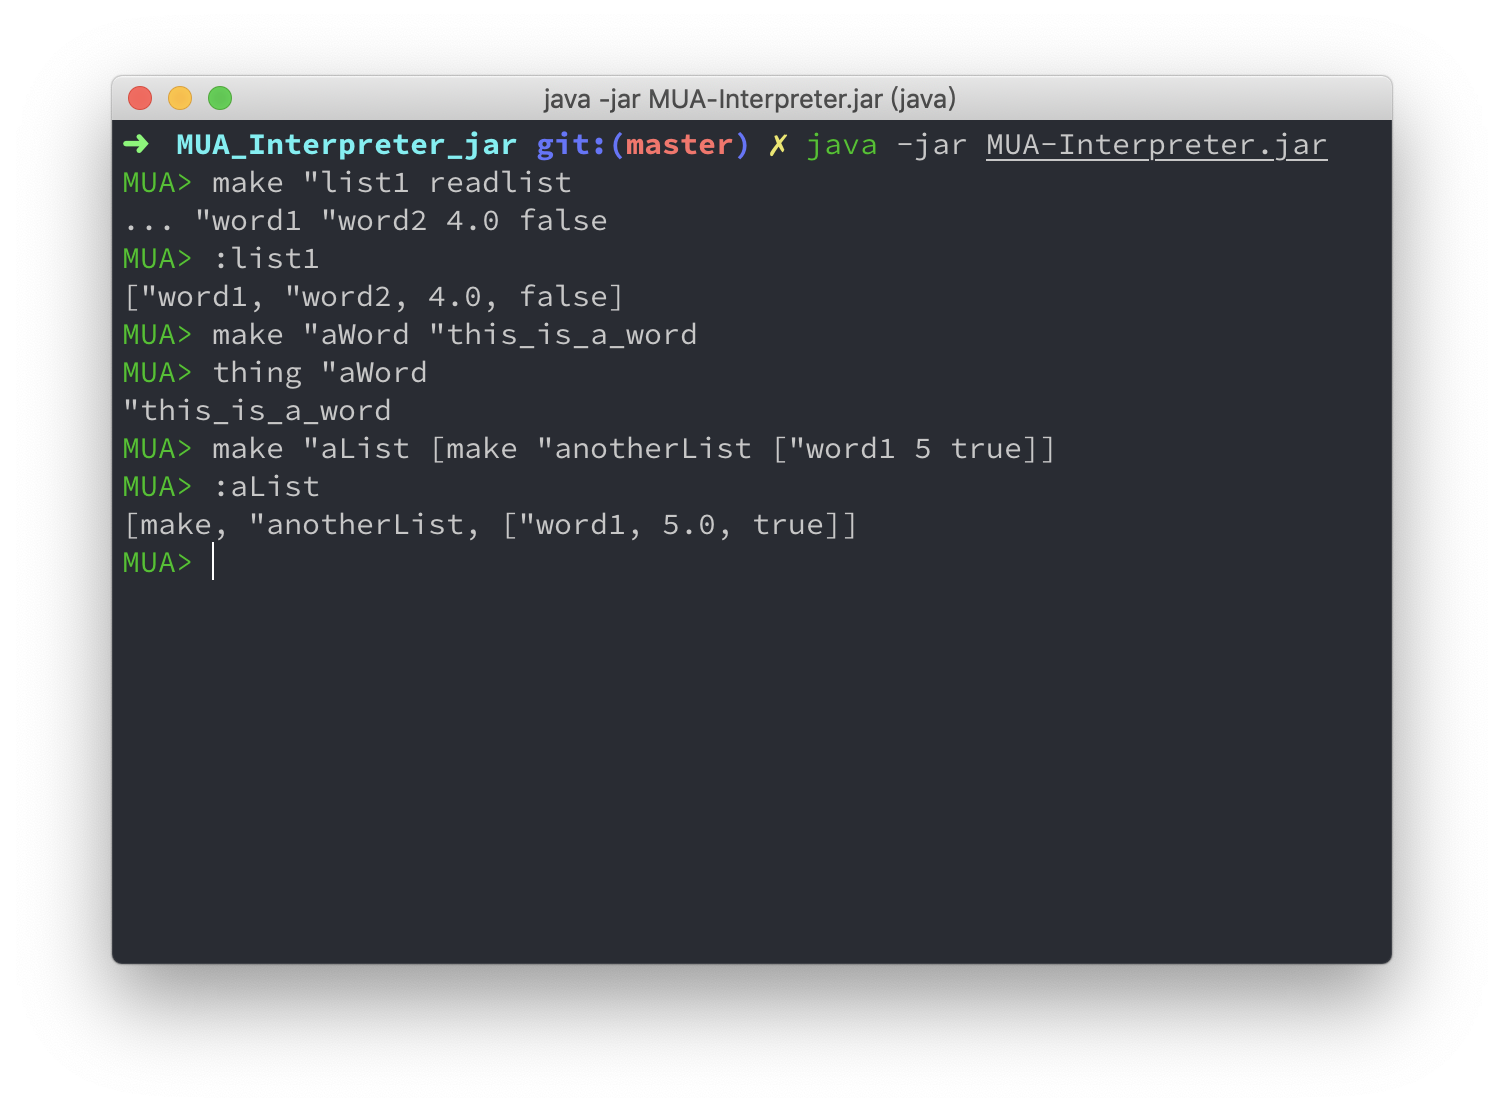 java -jar MUA-Interpreter.jar (java)
➜ MUA_Interpreter_jar git:(master) ✗ java -jar MUA-Interpreter.jar
MUA> make "list1 readlist
... "word1 "word2 4.0 false
MUA> :list1
["word1, "word2, 4.0, false]
MUA> make "aWord "this_is_a_word
MUA> thing "aWord
"this_is_a_word
MUA> make "aList [make "anotherList ["word1 5 true]]
MUA> :aList
[make, "anotherList, ["word1, 5.0, true]]
MUA>